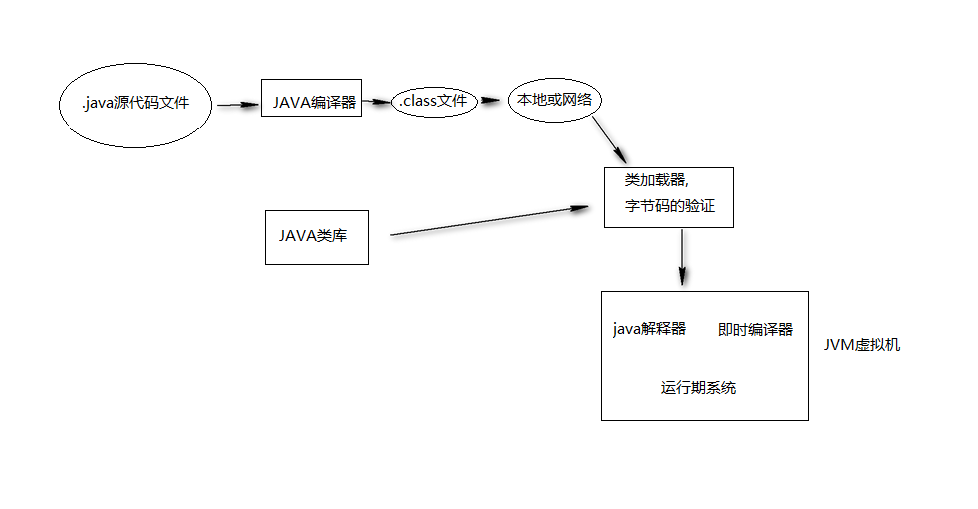 .java源代码文件
JAVA编译器
.class文件
本地或网络
类加载器,
字节码的验证
JAVA类库
java解释器
即时编译器
JVM虚拟机
运行期系统